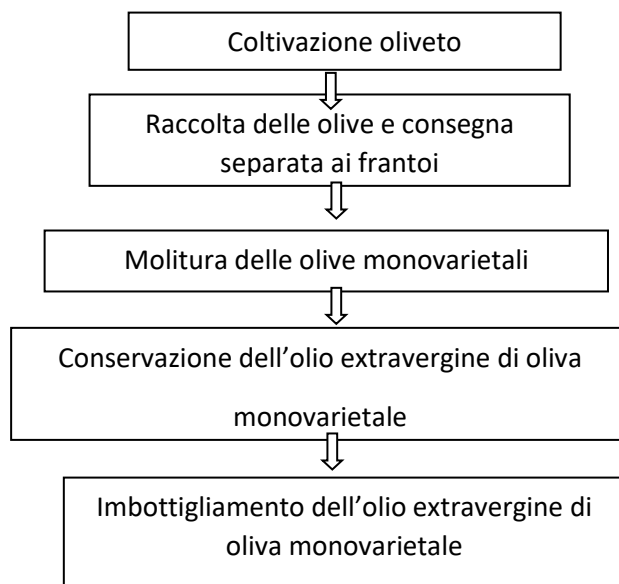 Coltivazione oliveto
Raccolta delle olive e consegna
separata ai frantoi
Molitura delle olive monovarietali
Conservazione dell’olio extravergine di oliva
monovarietale
Imbottigliamento dell’olio extravergine di
oliva monovarietale